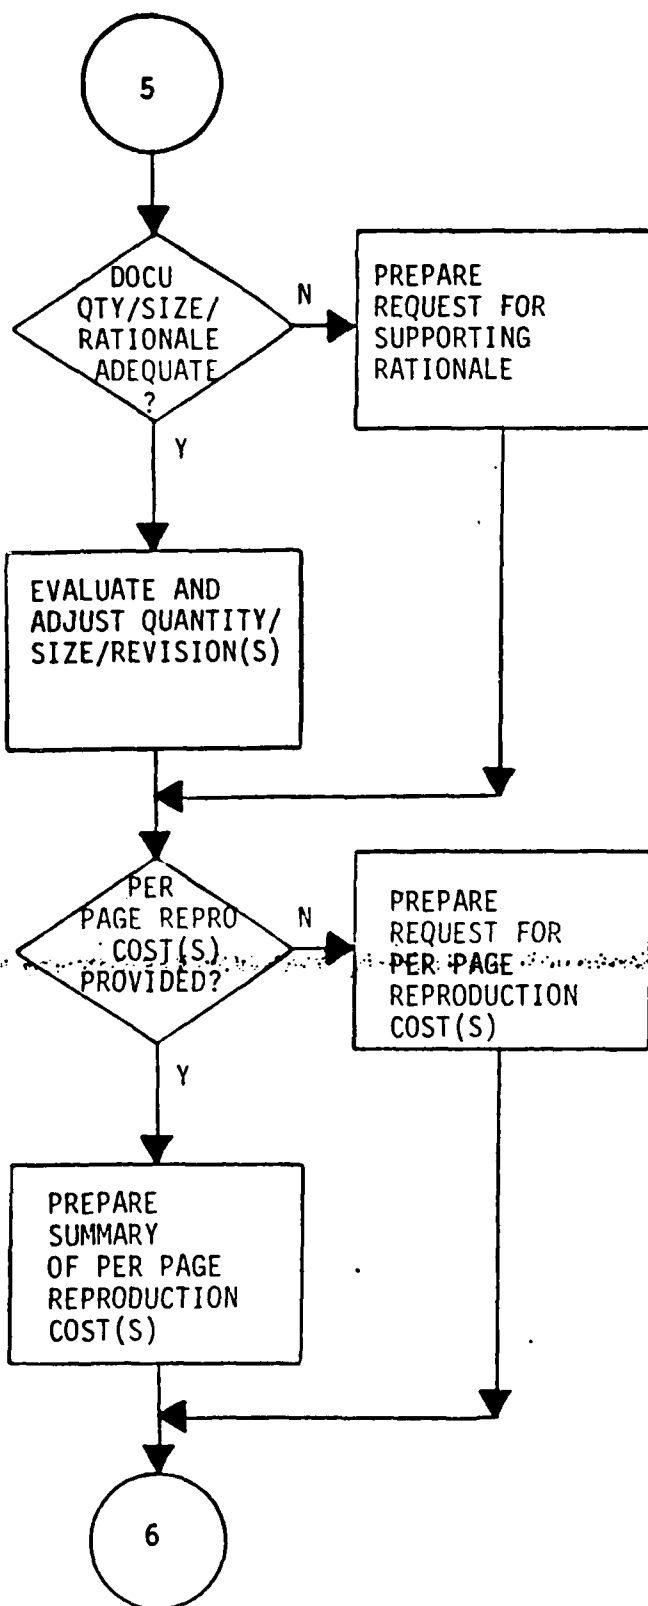 5
DOCU
QTY/SIZE/
RATIONALE
ADEQUATE
?
N
PREPARE
REQUEST FOR
SUPPORTING
RATIONALE
Y
EVALUATE AND
ADJUST QUANTITY/
SIZE/REVISION(S)
PER
PAGE REPRO
COST(S)
PROVIDED?
N
PREPARE
REQUEST FOR
PER PAGE
REPRODUCTION
COST(S)
Y
PREPARE
SUMMARY
OF PER PAGE
REPRODUCTION
COST(S)
6